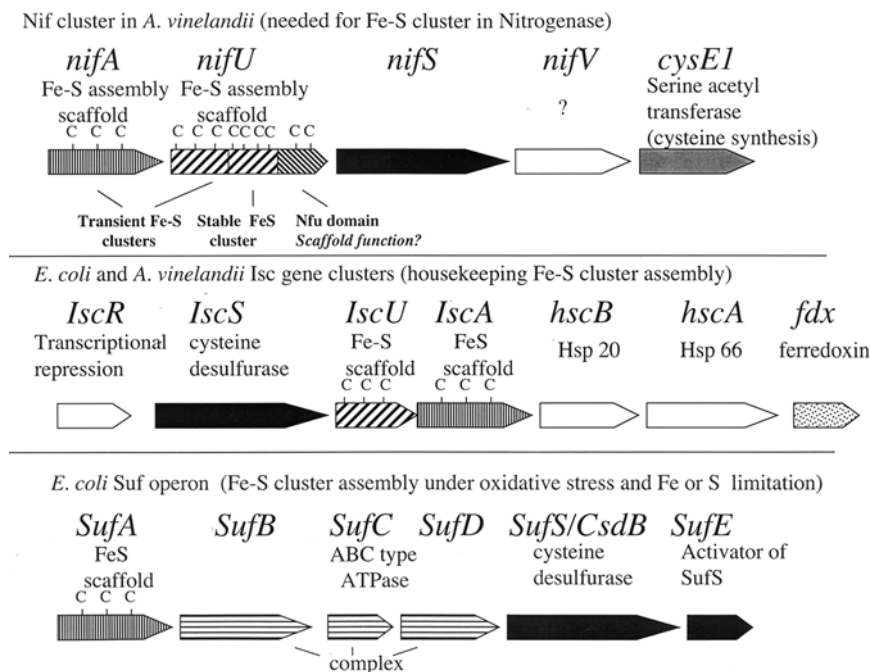 Nif cluster in A. vinelandii (needed for Fe-S cluster in Nitrogenase)
nifA nifU nifS nifV cysE1
Fe-S assembly scaffold
Fe-S assembly scaffold
?
Serine acetyl transferase (cysteine synthesis)
C C C
C C C C C C C C C
Transient Fe-S clusters
Stable FeS cluster
Nfu domain
Scaffold function?
E. coli and A. vinelandii Isc gene clusters (housekeeping Fe-S cluster assembly)
IscR IscS IscU IscA hscB hscA fdx
Transcriptional repression
cysteine desulfurase
Fe-S scaffold
FeS scaffold
Hsp 20
Hsp 66
ferredoxin
C C C
C C C
E. coli Suf operon (Fe-S cluster assembly under oxidative stress and Fe or S limitation)
SufA SufB SufC SufD SufS/CsdB SufE
FeS scaffold
ABC type ATPase
cysteine desulfurase
Activator of SufS
C C C
complex